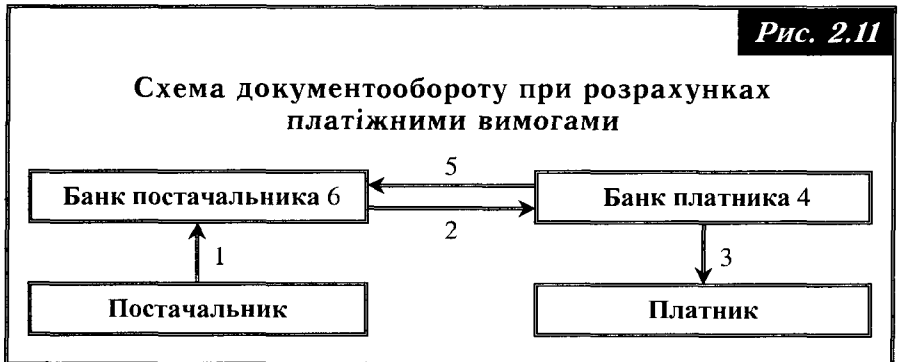 Рис. 2.11
Схема документообороту при розрахунках
платіжними вимогами
5
Банк постачальника 6
Банк платника 4
2
1
3
Постачальник
Платник